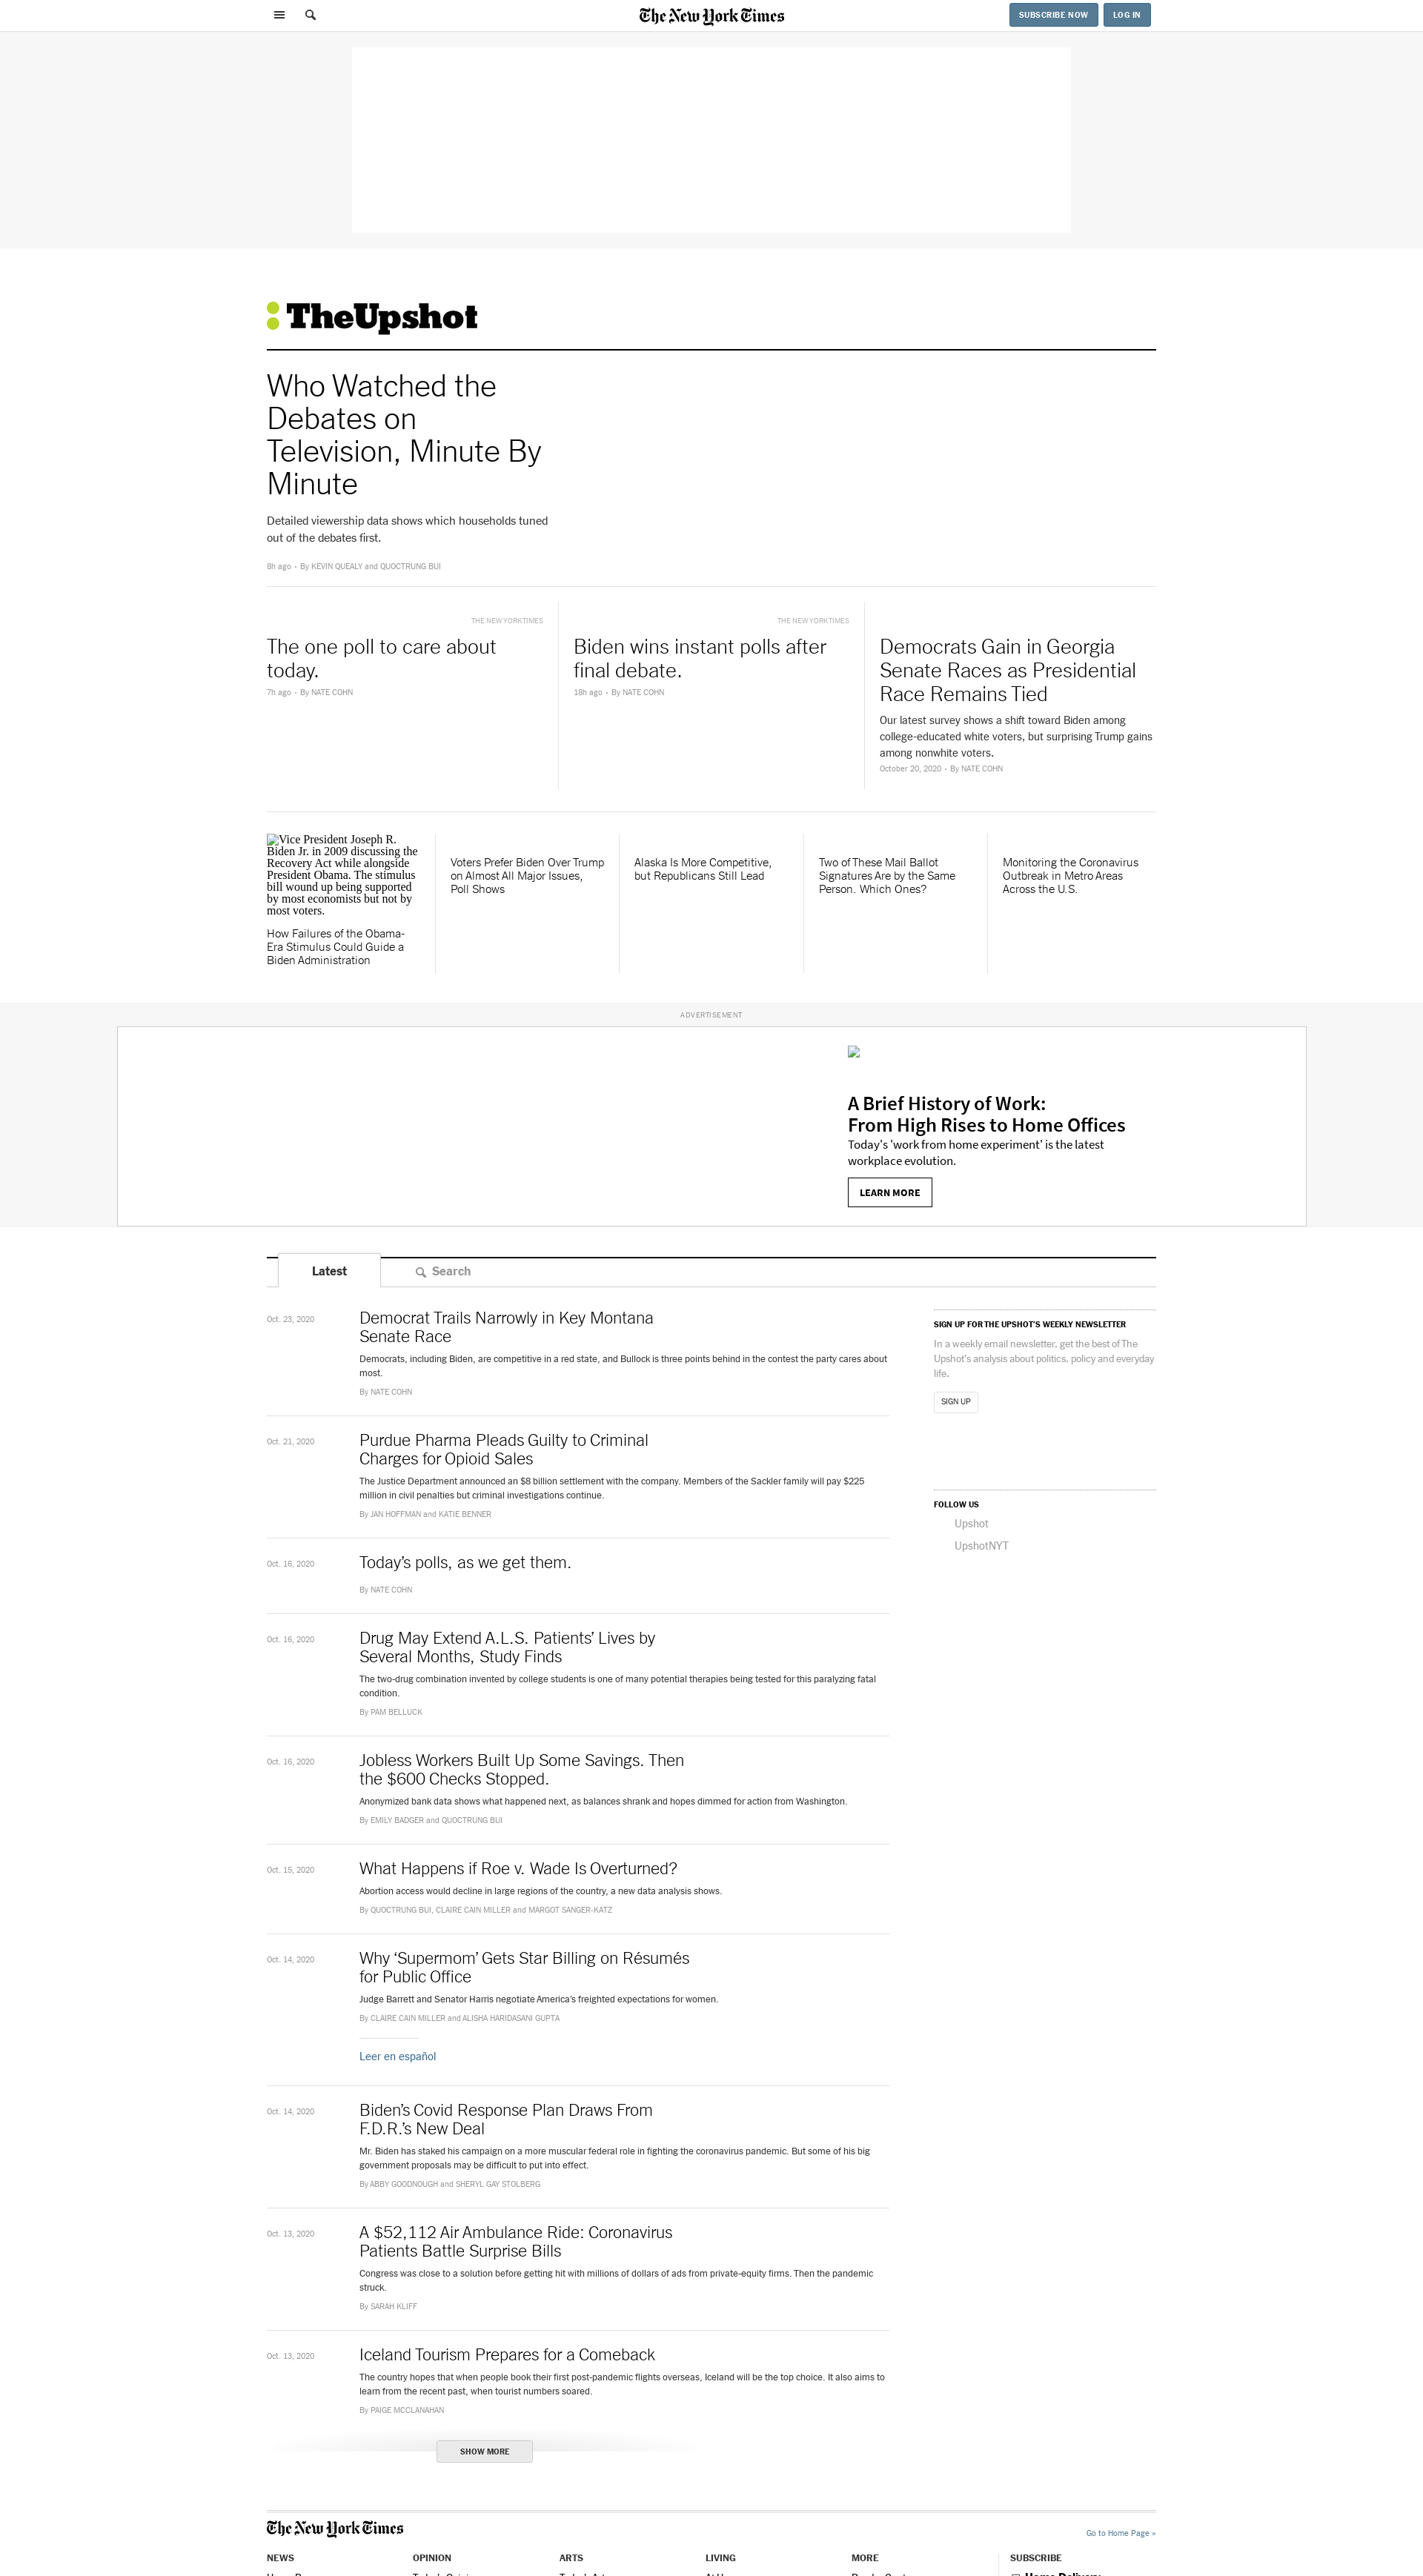 The New York Times
SUBSCRIBE NOW
LOG IN
TheUpshot
Who Watched the
Debates on
Television, Minute By
Minute
Detailed viewership data shows which households tuned
out of the debates first.
8h ago • By KEVIN QUEALY and QUOCTRUNG BUI
THE NEW YORK TIMES
The one poll to care about
today.
7h ago • By NATE COHN
THE NEW YORK TIMES
Biden wins instant polls after
final debate.
18h ago • By NATE COHN
Democrats Gain in Georgia
Senate Races as Presidential
Race Remains Tied
Our latest survey shows a shift toward Biden among
college-educated white voters, but surprising Trump gains
among nonwhite voters.
October 20, 2020 • By NATE COHN
Vice President Joseph R.
Biden Jr. in 2009 discussing the
Recovery Act while alongside
President Obama. The stimulus
bill wound up being supported
by most economists but not by
most voters.
How Failures of the Obama-
Era Stimulus Could Guide a
Biden Administration
Voters Prefer Biden Over Trump
on Almost All Major Issues,
Poll Shows
Alaska Is More Competitive,
but Republicans Still Lead
Two of These Mail Ballot
Signatures Are by the Same
Person. Which Ones?
Monitoring the Coronavirus
Outbreak in Metro Areas
Across the U.S.
ADVERTISEMENT
A Brief History of Work:
From High Rises to Home Offices
Today's 'work from home experiment' is the latest
workplace evolution.
LEARN MORE
Latest
Search
Oct. 23, 2020
Democrat Trails Narrowly in Key Montana
Senate Race
Democrats, including Biden, are competitive in a red state, and Bullock is three points behind in the contest the party cares about
most.
By NATE COHN
Oct. 21, 2020
Purdue Pharma Pleads Guilty to Criminal
Charges for Opioid Sales
The Justice Department announced an $8 billion settlement with the company. Members of the Sackler family will pay $225
million in civil penalties but criminal investigations continue.
By JAN HOFFMAN and KATIE BENNER
Oct. 16, 2020
Today’s polls, as we get them.
By NATE COHN
Oct. 16, 2020
Drug May Extend A.L.S. Patients’ Lives by
Several Months, Study Finds
The two-drug combination invented by college students is one of many potential therapies being tested for this paralyzing fatal
condition.
By PAM BELLUCK
Oct. 16, 2020
Jobless Workers Built Up Some Savings. Then
the $600 Checks Stopped.
Anonymized bank data shows what happened next, as balances shrank and hopes dimmed for action from Washington.
By EMILY BADGER and QUOCTRUNG BUI
Oct. 15, 2020
What Happens if Roe v. Wade Is Overturned?
Abortion access would decline in large regions of the country, a new data analysis shows.
By QUOCTRUNG BUI, CLAIRE CAIN MILLER and MARGOT SANGER-KATZ
Oct. 14, 2020
Why ‘Supermom’ Gets Star Billing on Résumés
for Public Office
Judge Barrett and Senator Harris negotiate America’s freighted expectations for women.
By CLAIRE CAIN MILLER and ALISHA HARIDASANI GUPTA
Leer en español
Oct. 14, 2020
Biden’s Covid Response Plan Draws From
F.D.R.’s New Deal
Mr. Biden has staked his campaign on a more muscular federal role in fighting the coronavirus pandemic. But some of his big
government proposals may be difficult to put into effect.
By ABBY GOODNOUGH and SHERYL GAY STOLBERG
Oct. 13, 2020
A $52,112 Air Ambulance Ride: Coronavirus
Patients Battle Surprise Bills
Congress was close to a solution before getting hit with millions of dollars of ads from private-equity firms. Then the pandemic
struck.
By SARAH KLIFF
Oct. 13, 2020
Iceland Tourism Prepares for a Comeback
The country hopes that when people book their first post-pandemic flights overseas, Iceland will be the top choice. It also aims to
learn from the recent past, when tourist numbers soared.
By PAIGE MCCLANAHAN
SHOW MORE
SIGN UP FOR THE UPSHOT’S WEEKLY NEWSLETTER
In a weekly email newsletter, get the best of The
Upshot’s analysis about politics, policy and everyday
life.
SIGN UP
FOLLOW US
Upshot
UpshotNYT
The New York Times
Go to Home Page »
NEWS
OPINION
ARTS
LIVING
MORE
SUBSCRIBE
Home Delivery